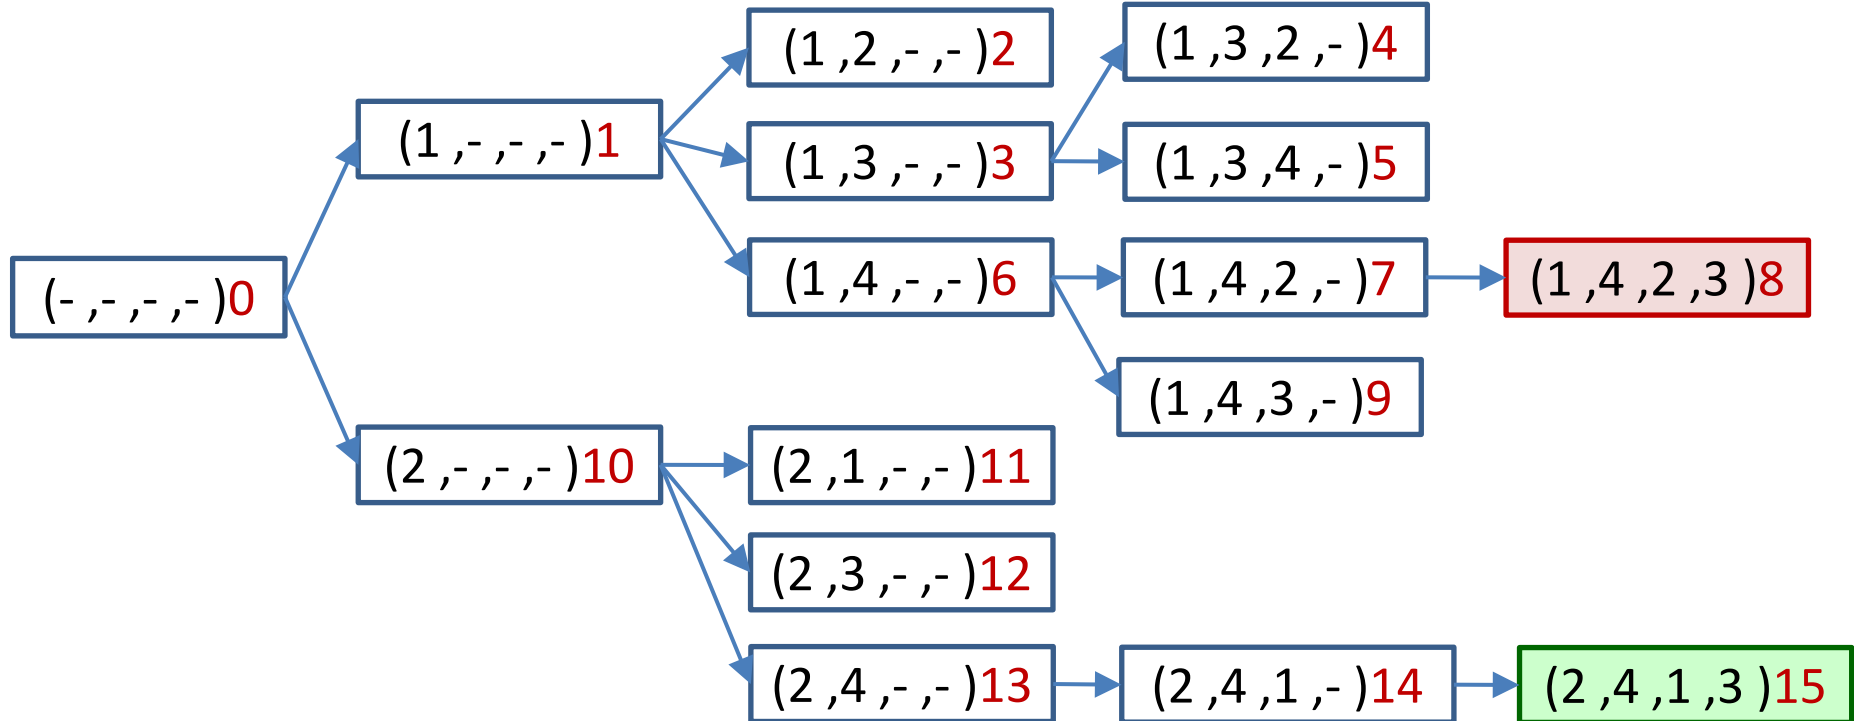 (- ,- ,- ,- )0
(1 ,- ,- ,- )1
(1 ,2 ,- ,- )2
(1 ,3 ,- ,- )3
(1 ,3 ,2 ,- )4
(1 ,3 ,4 ,- )5
(1 ,4 ,- ,- )6
(1 ,4 ,2 ,- )7
(1 ,4 ,2 ,3 )8
(1 ,4 ,3 ,- )9
(2 ,- ,- ,- )10
(2 ,1 ,- ,- )11
(2 ,3 ,- ,- )12
(2 ,4 ,- ,- )13
(2 ,4 ,1 ,- )14
(2 ,4 ,1 ,3 )15